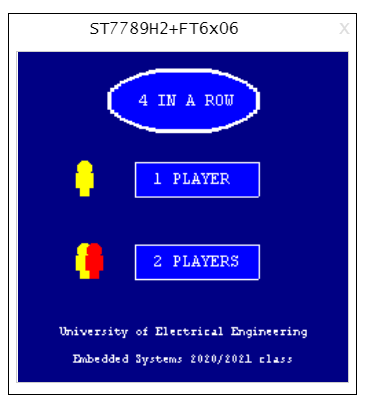 ST7789H2+FT6x06 X
4 IN A ROW
1 PLAYER
2 PLAYERS
University of Electrical Engineering
Embedded Systems 2020/2021 class